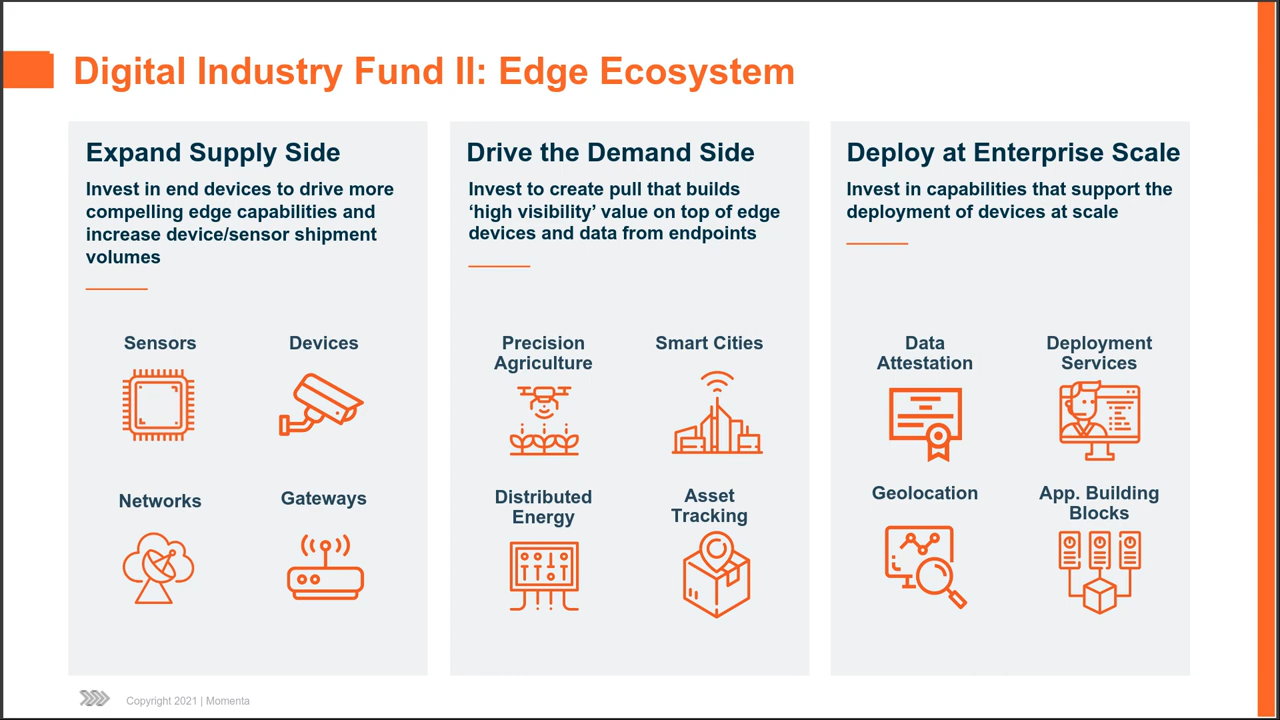 Digital Industry Fund II: Edge Ecosystem
Expand Supply Side
Invest in end devices to drive more
compelling edge capabilities and
increase device/sensor shipment
volumes
Sensors
Devices
Networks
Gateways
Drive the Demand Side
Invest to create pull that builds
‘high visibility’ value on top of edge
devices and data from endpoints
Precision
Agriculture
Smart Cities
Distributed
Energy
Asset
Tracking
Deploy at Enterprise Scale
Invest in capabilities that support the
deployment of devices at scale
Data
Attestation
Deployment
Services
Geolocation
App. Building
Blocks
Copyright 2021 | Momenta